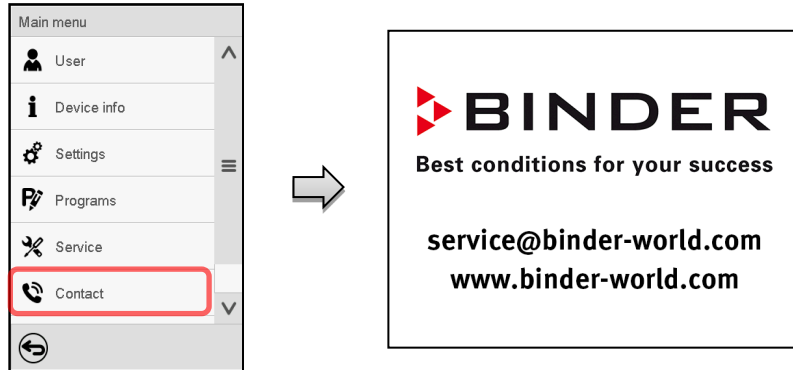 Main menu
User
Device info
Settings
Programs
Service
Contact
BINDER
Best conditions for your success
service@binder-world.com
www.binder-world.com